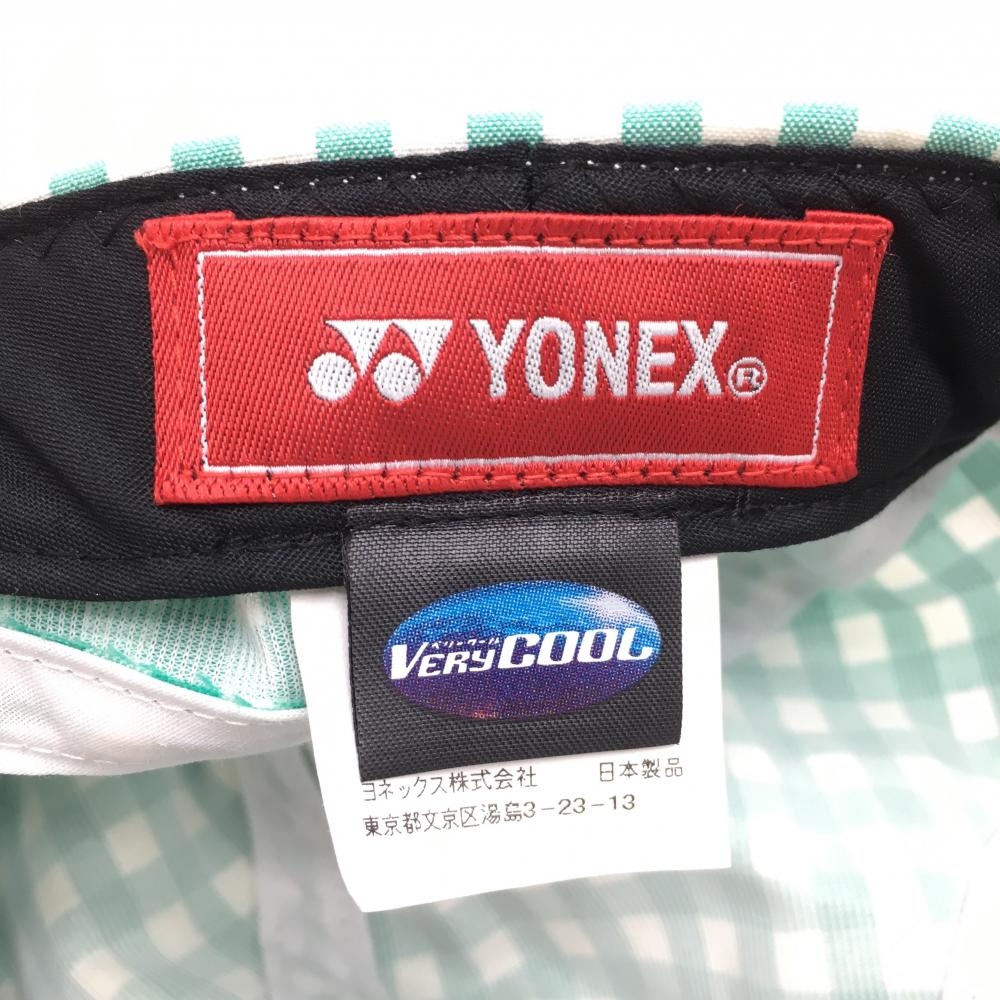 YONEX®
ベリークール
VERYCOOL
ヨネックス株式会社 日本製品
東京都文京区湯島3-23-13